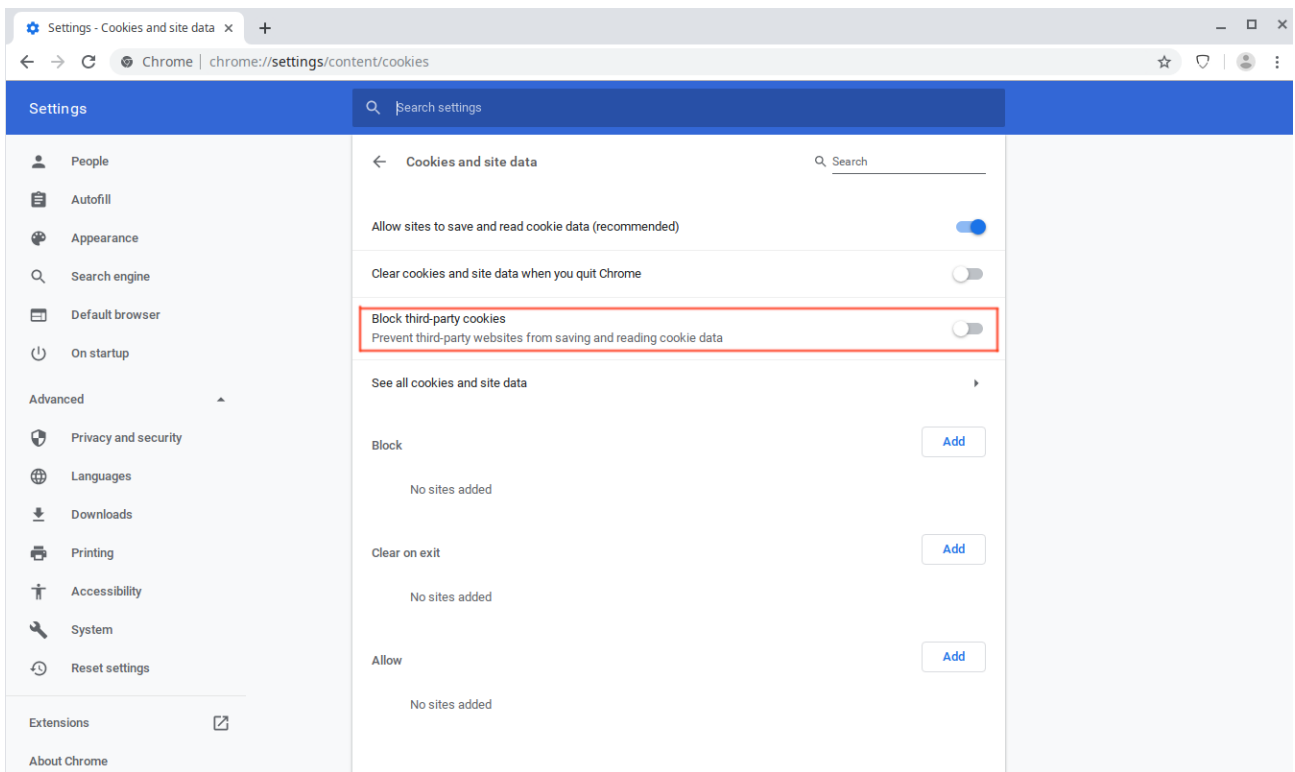 Settings - Cookies and site data
Chrome | chrome://settings/content/cookies
Settings
Search settings
People
Autofill
Appearance
Search engine
Default browser
On startup
Advanced
Privacy and security
Languages
Downloads
Printing
Accessibility
System
Reset settings
Extensions
About Chrome
Cookies and site data
Search
Allow sites to save and read cookie data (recommended)
Clear cookies and site data when you quit Chrome
Block third-party cookies
Prevent third-party websites from saving and reading cookie data
See all cookies and site data
Block
Add
No sites added
Clear on exit
Add
No sites added
Allow
Add
No sites added